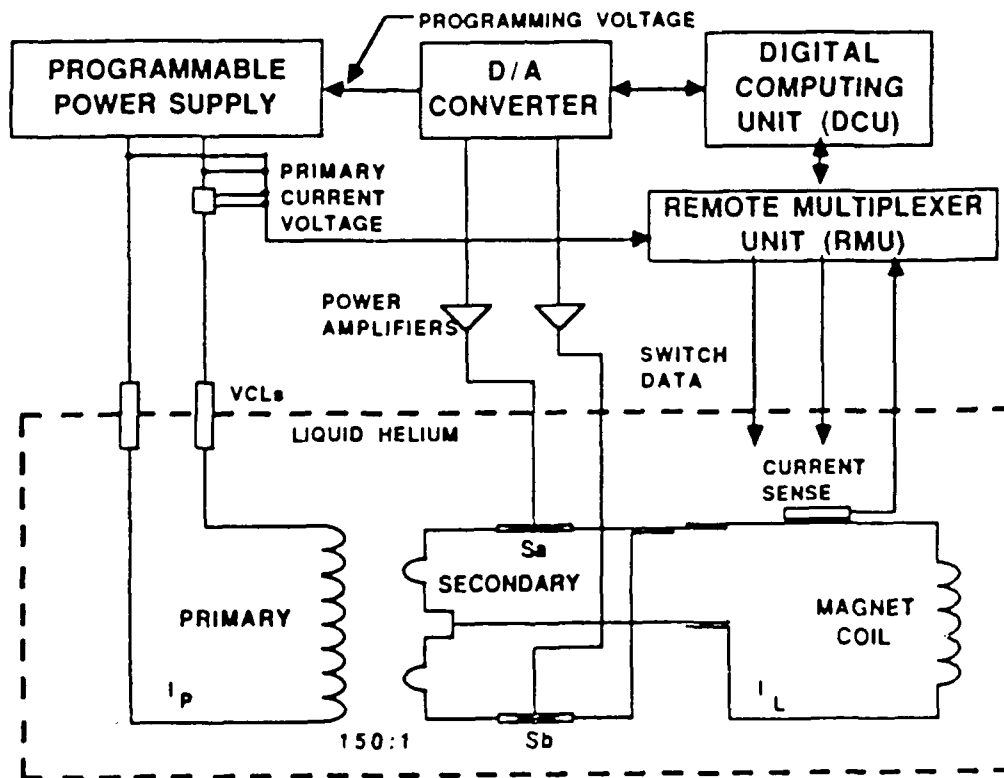 PROGRAMMING VOLTAGE
PROGRAMMABLE
POWER SUPPLY
D/A
CONVERTER
DIGITAL
COMPUTING
UNIT (DCU)
PRIMARY
CURRENT
VOLTAGE
REMOTE MULTIPLEXER
UNIT (RMU)
POWER
AMPLIFIERS
SWITCH
DATA
VCLs
LIQUID HELIUM
CURRENT
SENSE
Sa
SECONDARY
PRIMARY
MAGNET
COIL
IP
IL
150:1
Sb